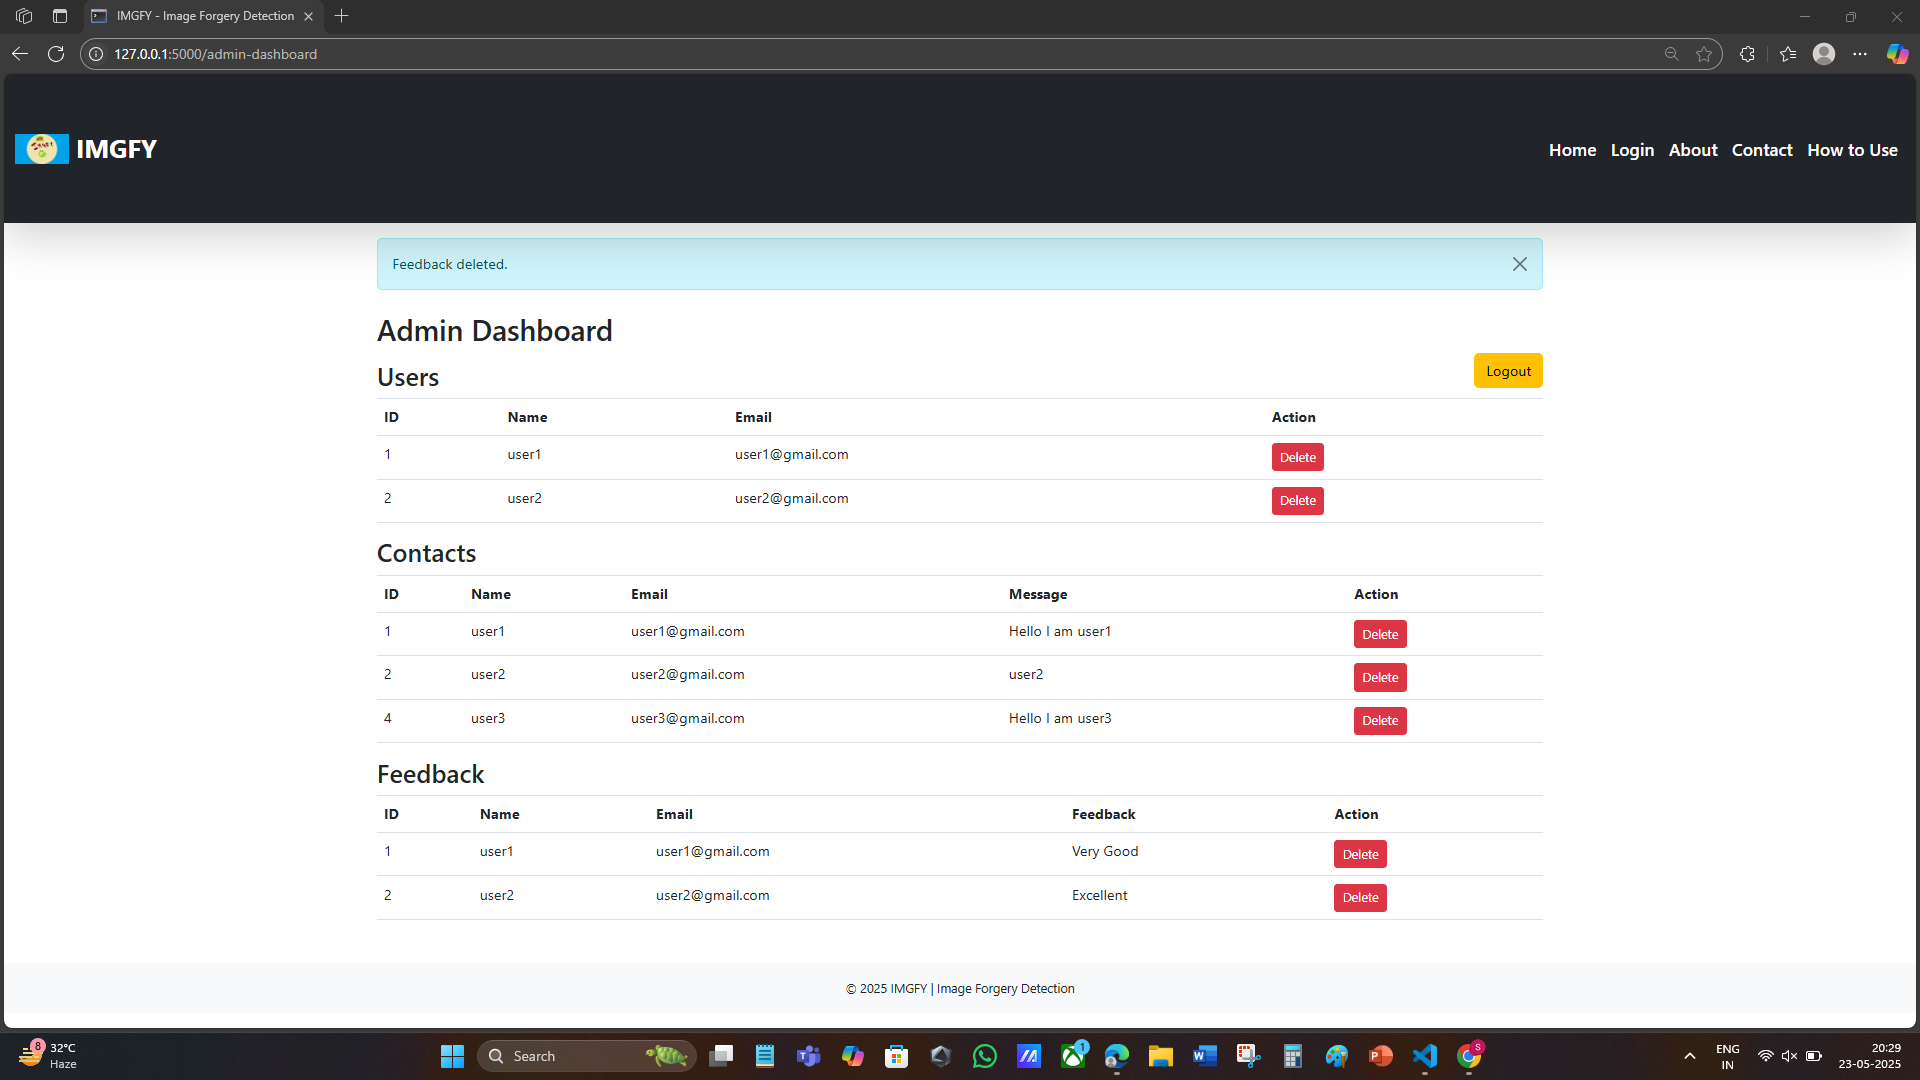 IMGFY - Image Forgery Detection
127.0.0.1:5000/admin-dashboard
IMGFY
Home Login About Contact How to Use
Feedback deleted.
Admin Dashboard
Users
Logout
ID Name Email Action
1 user1 user1@gmail.com Delete
2 user2 user2@gmail.com Delete
Contacts
ID Name Email Message Action
1 user1 user1@gmail.com Hello I am user1 Delete
2 user2 user2@gmail.com user2 Delete
4 user3 user3@gmail.com Hello I am user3 Delete
Feedback
ID Name Email Feedback Action
1 user1 user1@gmail.com Very Good Delete
2 user2 user2@gmail.com Excellent Delete
© 2025 IMGFY | Image Forgery Detection
8 32°C
Haze
Search
1
S
ENG
IN
20:29
23-05-2025